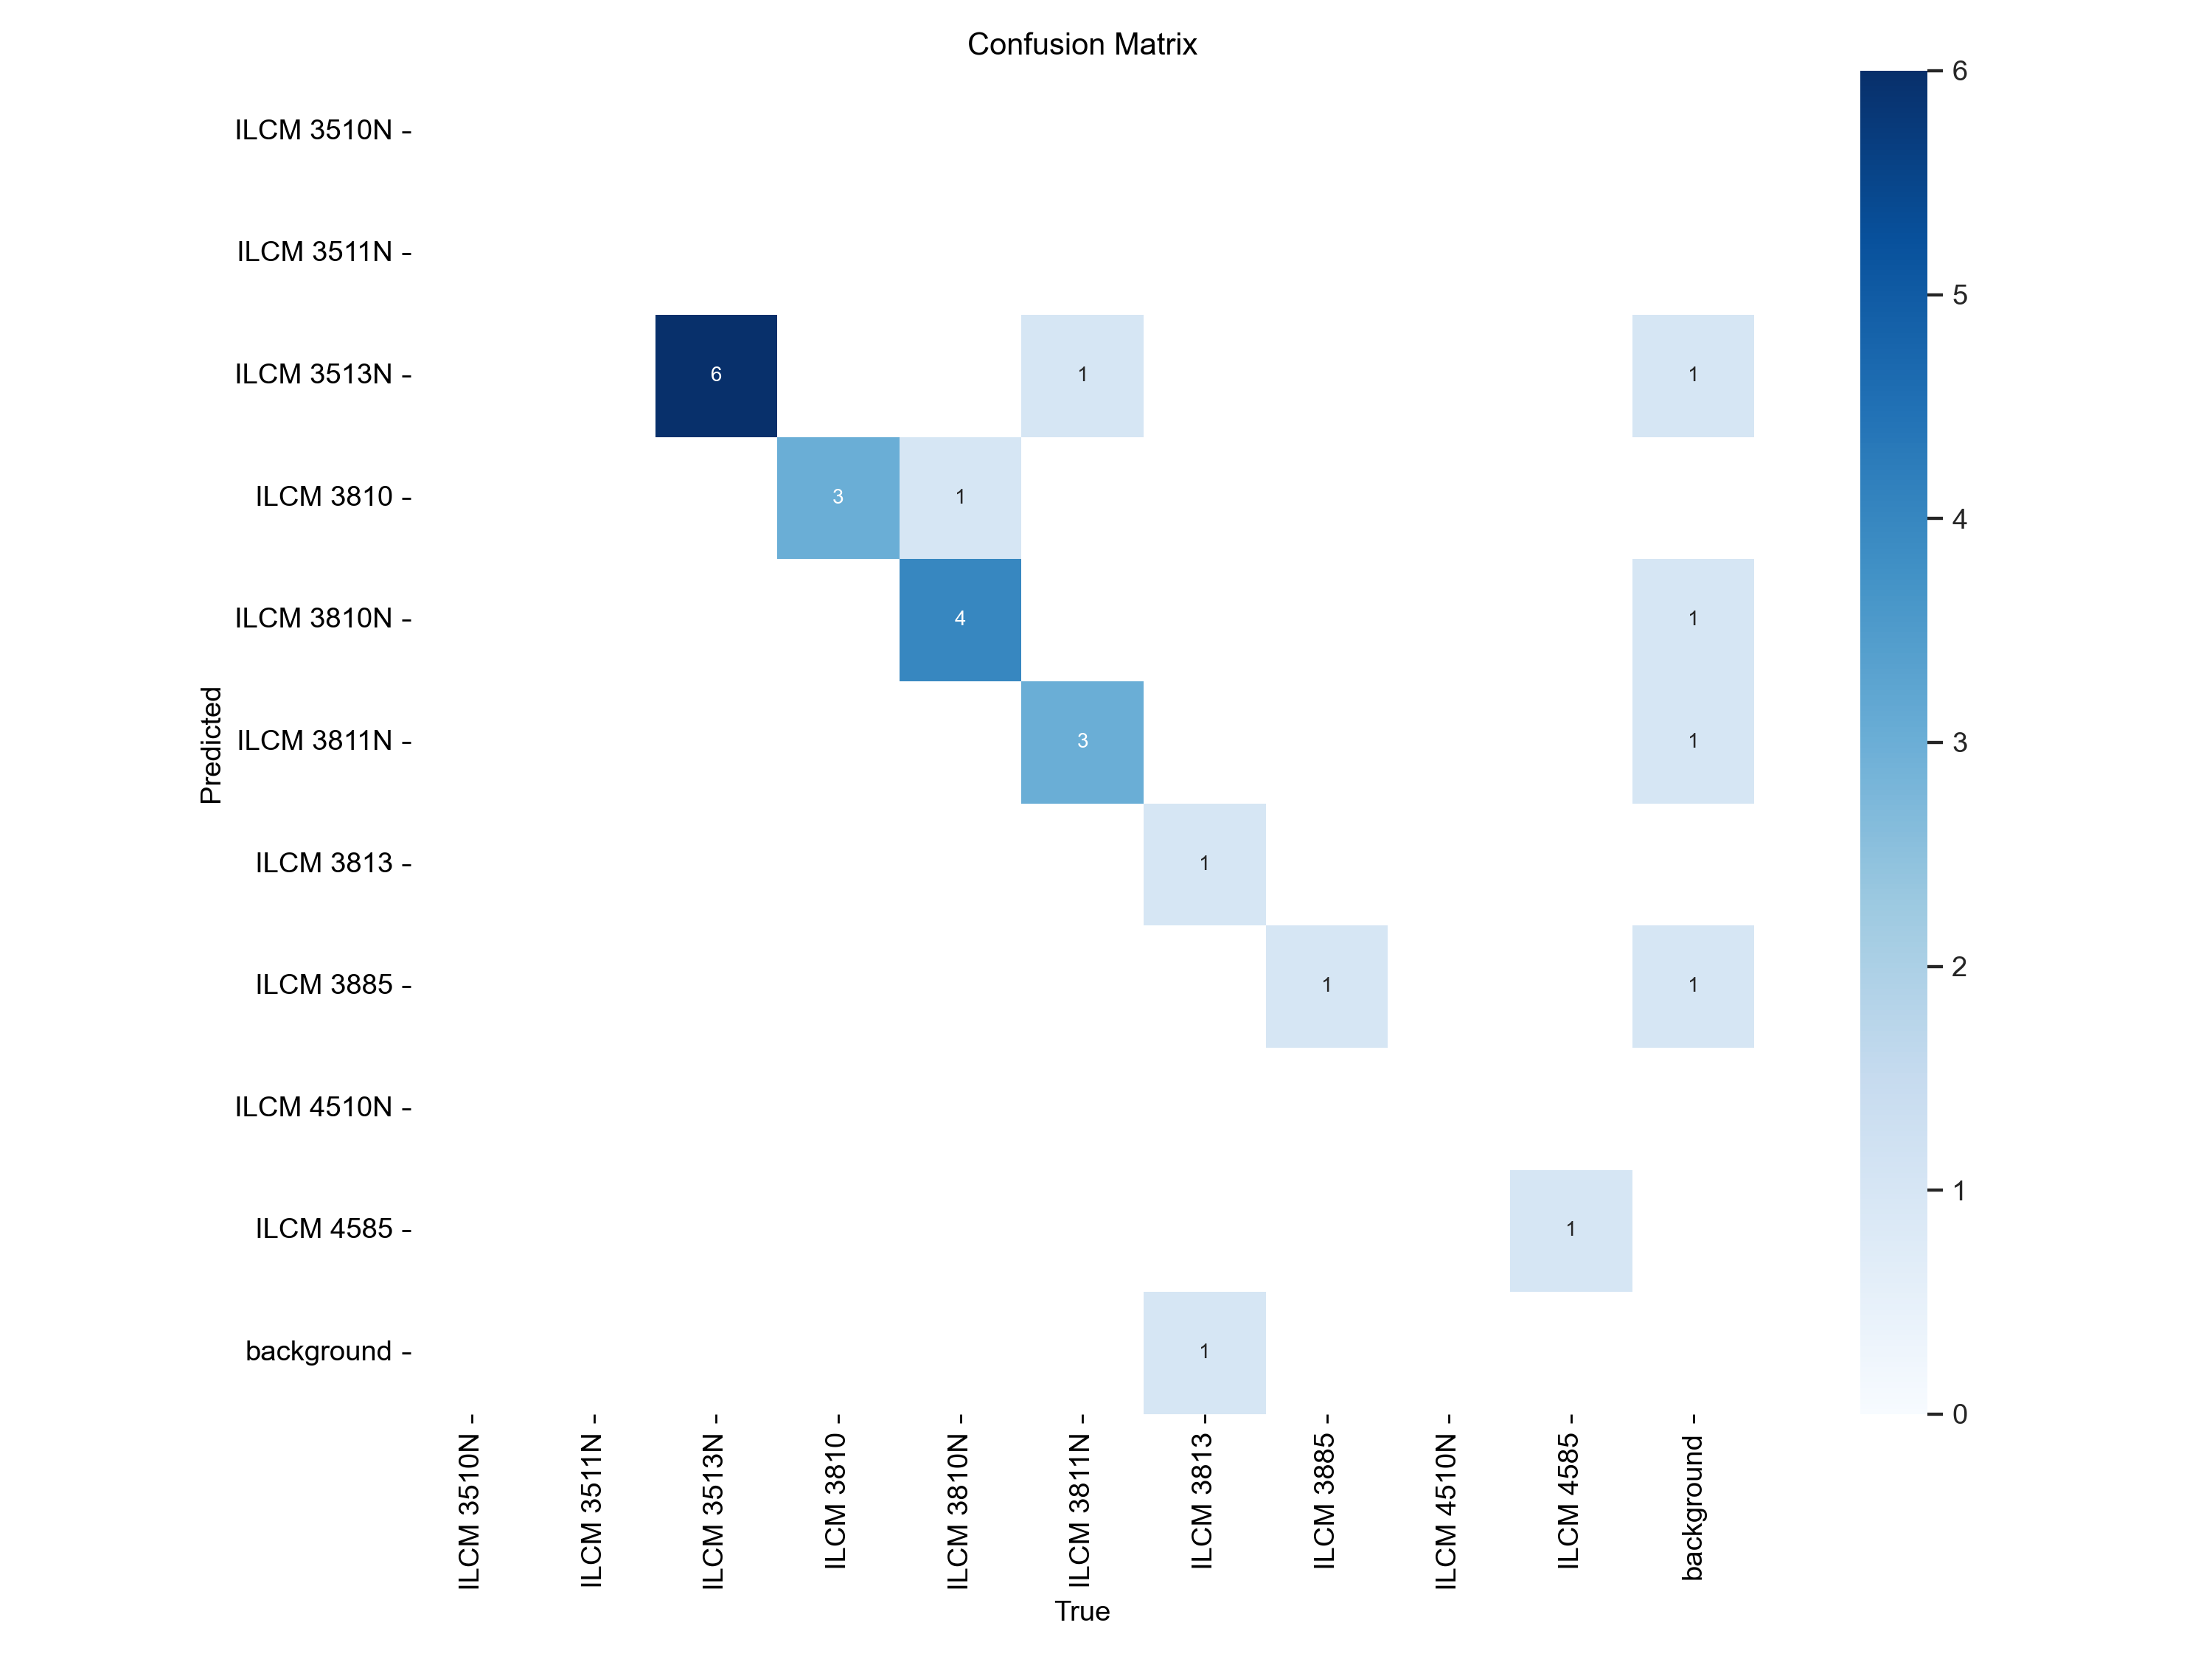 Confusion Matrix
ILCM 3510N
ILCM 3511N
ILCM 3513N 6 1 1
ILCM 3810 3 1
ILCM 3810N 4 1
Predicted
ILCM 3811N 3 1
ILCM 3813 1
ILCM 3885 1 1
ILCM 4510N
ILCM 4585 1
background 1
ILCM 3510N
ILCM 3511N
ILCM 3513N
ILCM 3810
ILCM 3810N
ILCM 3811N
ILCM 3813
ILCM 3885
ILCM 4510N
ILCM 4585
background
True
6
5
4
3
2
1
0